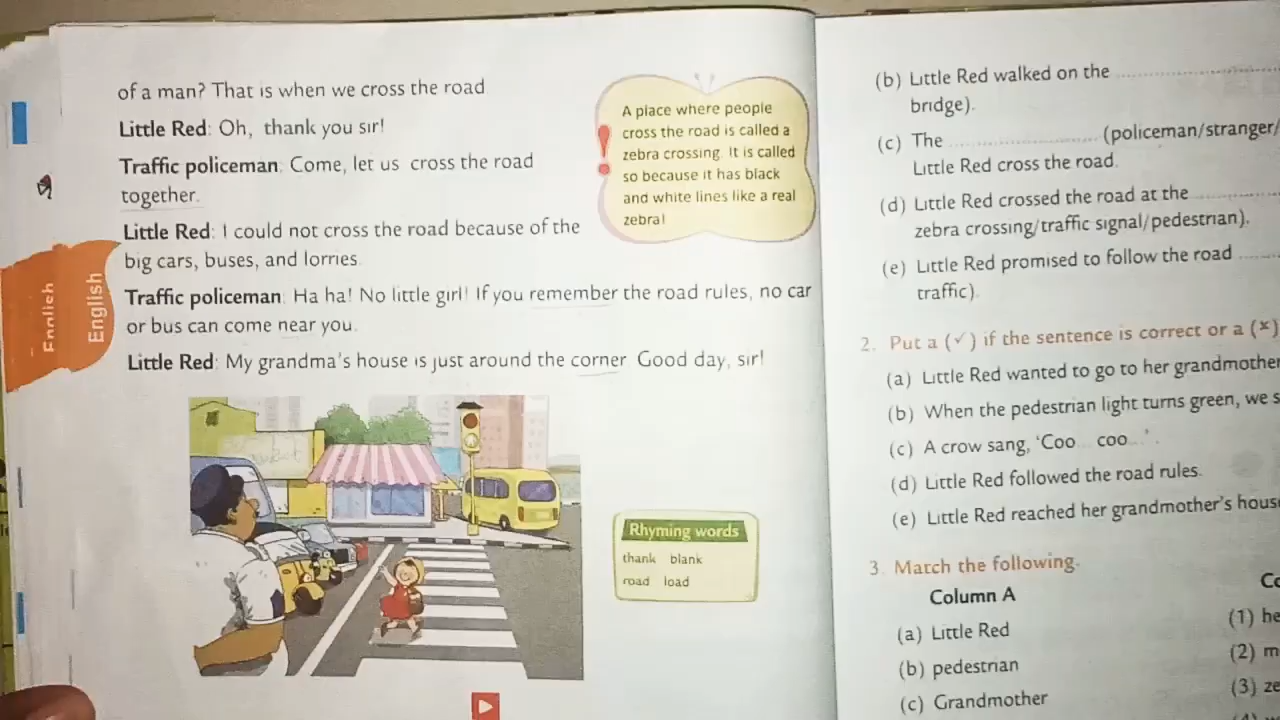 of a man? That is when we cross the road
Little Red: Oh, thank you sir!
Traffic policeman: Come, let us cross the road
together.
Little Red: I could not cross the road because of the
big cars, buses, and lorries.
Traffic policeman: Ha ha! No little girl! If you remember the road rules, no car
or bus can come near you.
Little Red: My grandma's house is just around the corner. Good day, sir!
A place where people
cross the road is called a
zebra crossing. It is called
so because it has black
and white lines like a real
zebra!
English
English
Rhyming words
thank blank
road load
(b) Little Red walked on the ....................
bridge).
(c) The .................... (policeman/stranger/
Little Red cross the road.
(d) Little Red crossed the road at the ....................
zebra crossing/traffic signal/pedestrian).
(e) Little Red promised to follow the road ........
traffic).
2. Put a (✓) if the sentence is correct or a (×)
(a) Little Red wanted to go to her grandmother
(b) When the pedestrian light turns green, we
(c) A crow sang, 'Coo... coo...'.
(d) Little Red followed the road rules.
(e) Little Red reached her grandmother's
3. Match the following.
Column A
(a) Little Red
(1)
(b) pedestrian
(2)
(c) Grandmother
(3)